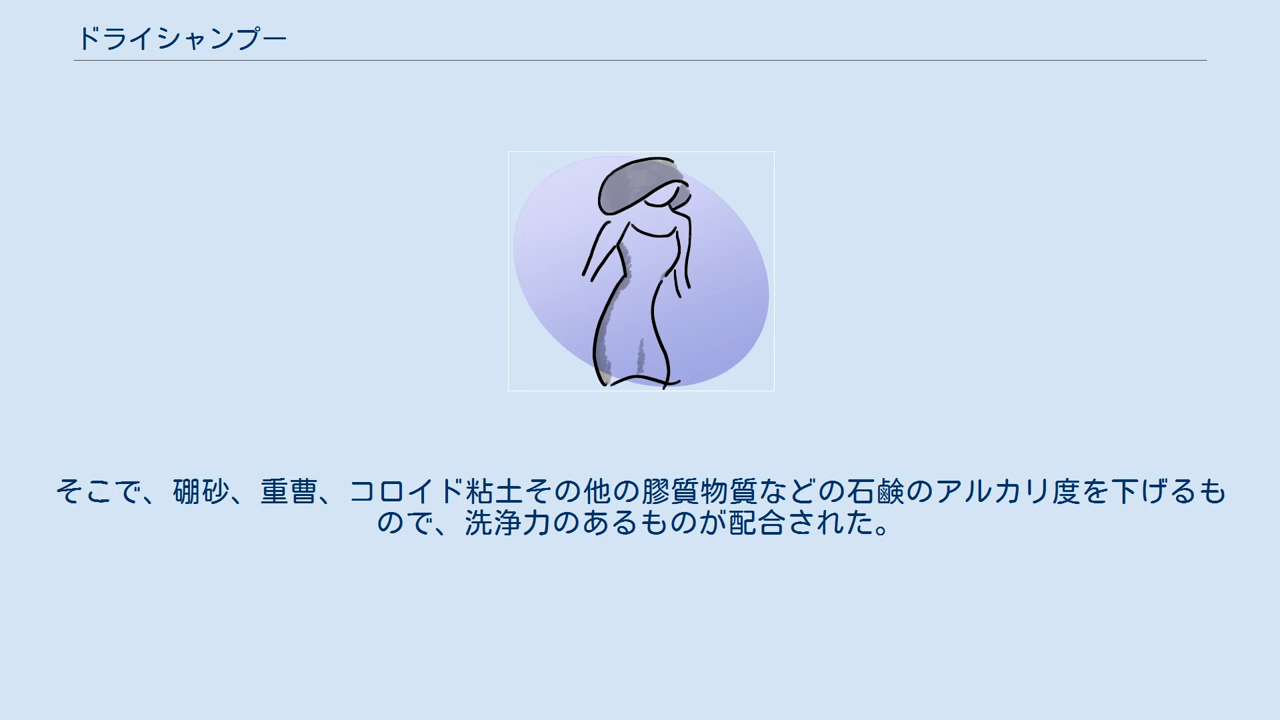 ドライシャンプー
そこで、硼砂、重曹、コロイド粘土その他の膠質物質などの石鹸のアルカリ度を下げるも
ので、洗浄力のあるものが配合された。